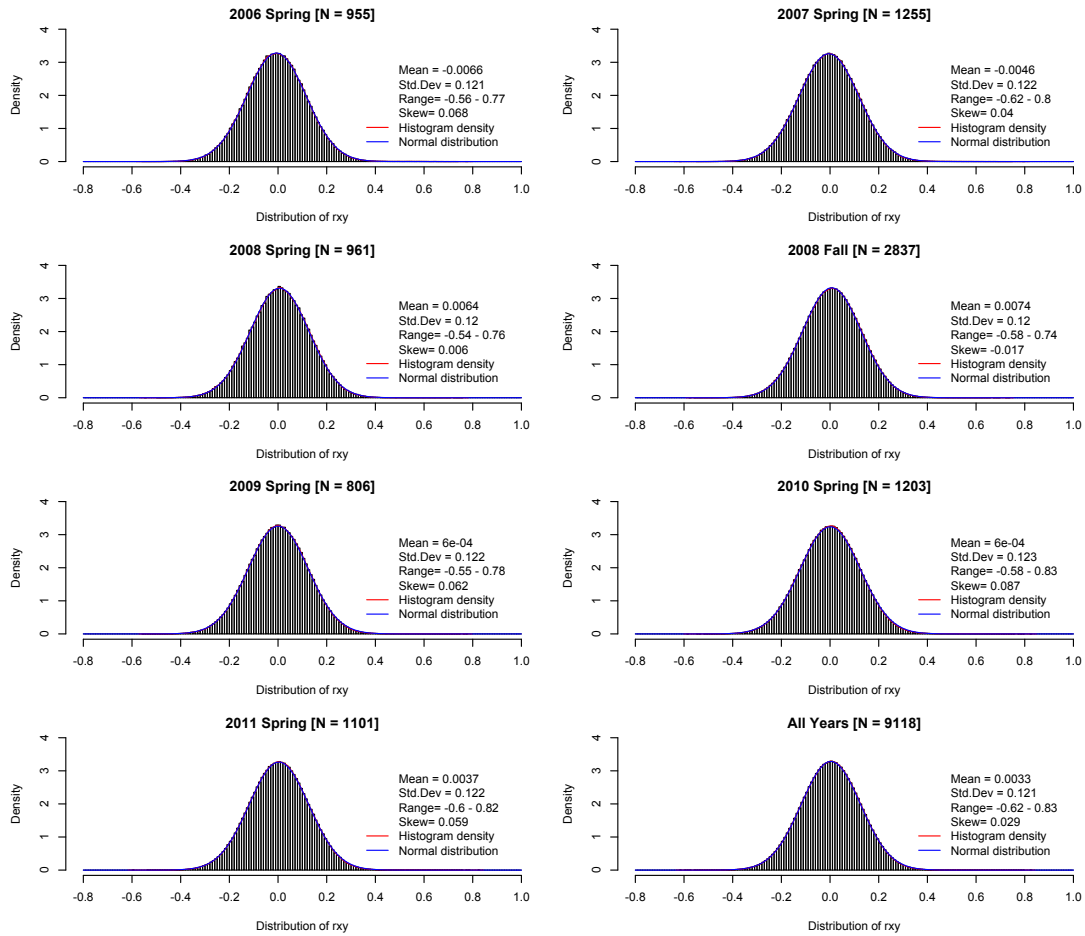 2006 Spring [N = 955]
Density
0 1 2 3 4
Mean = -0.0066
Std.Dev = 0.121
Range= -0.56 - 0.77
Skew= 0.068
Histogram density
Normal distribution
-0.8 -0.6 -0.4 -0.2 0.0 0.2 0.4 0.6 0.8 1.0
Distribution of rxy
2007 Spring [N = 1255]
Density
0 1 2 3 4
Mean = -0.0046
Std.Dev = 0.122
Range= -0.62 - 0.8
Skew= 0.04
Histogram density
Normal distribution
-0.8 -0.6 -0.4 -0.2 0.0 0.2 0.4 0.6 0.8 1.0
Distribution of rxy
2008 Spring [N = 961]
Density
0 1 2 3 4
Mean = 0.0064
Std.Dev = 0.12
Range= -0.54 - 0.76
Skew= 0.006
Histogram density
Normal distribution
-0.8 -0.6 -0.4 -0.2 0.0 0.2 0.4 0.6 0.8 1.0
Distribution of rxy
2008 Fall [N = 2837]
Density
0 1 2 3 4
Mean = 0.0074
Std.Dev = 0.12
Range= -0.58 - 0.74
Skew= -0.017
Histogram density
Normal distribution
-0.8 -0.6 -0.4 -0.2 0.0 0.2 0.4 0.6 0.8 1.0
Distribution of rxy
2009 Spring [N = 806]
Density
0 1 2 3 4
Mean = 6e-04
Std.Dev = 0.122
Range= -0.55 - 0.78
Skew= 0.062
Histogram density
Normal distribution
-0.8 -0.6 -0.4 -0.2 0.0 0.2 0.4 0.6 0.8 1.0
Distribution of rxy
2010 Spring [N = 1203]
Density
0 1 2 3 4
Mean = 6e-04
Std.Dev = 0.123
Range= -0.58 - 0.83
Skew= 0.087
Histogram density
Normal distribution
-0.8 -0.6 -0.4 -0.2 0.0 0.2 0.4 0.6 0.8 1.0
Distribution of rxy
2011 Spring [N = 1101]
Density
0 1 2 3 4
Mean = 0.0037
Std.Dev = 0.122
Range= -0.6 - 0.82
Skew= 0.059
Histogram density
Normal distribution
-0.8 -0.6 -0.4 -0.2 0.0 0.2 0.4 0.6 0.8 1.0
Distribution of rxy
All Years [N = 9118]
Density
0 1 2 3 4
Mean = 0.0033
Std.Dev = 0.121
Range= -0.62 - 0.83
Skew= 0.029
Histogram density
Normal distribution
-0.8 -0.6 -0.4 -0.2 0.0 0.2 0.4 0.6 0.8 1.0
Distribution of rxy